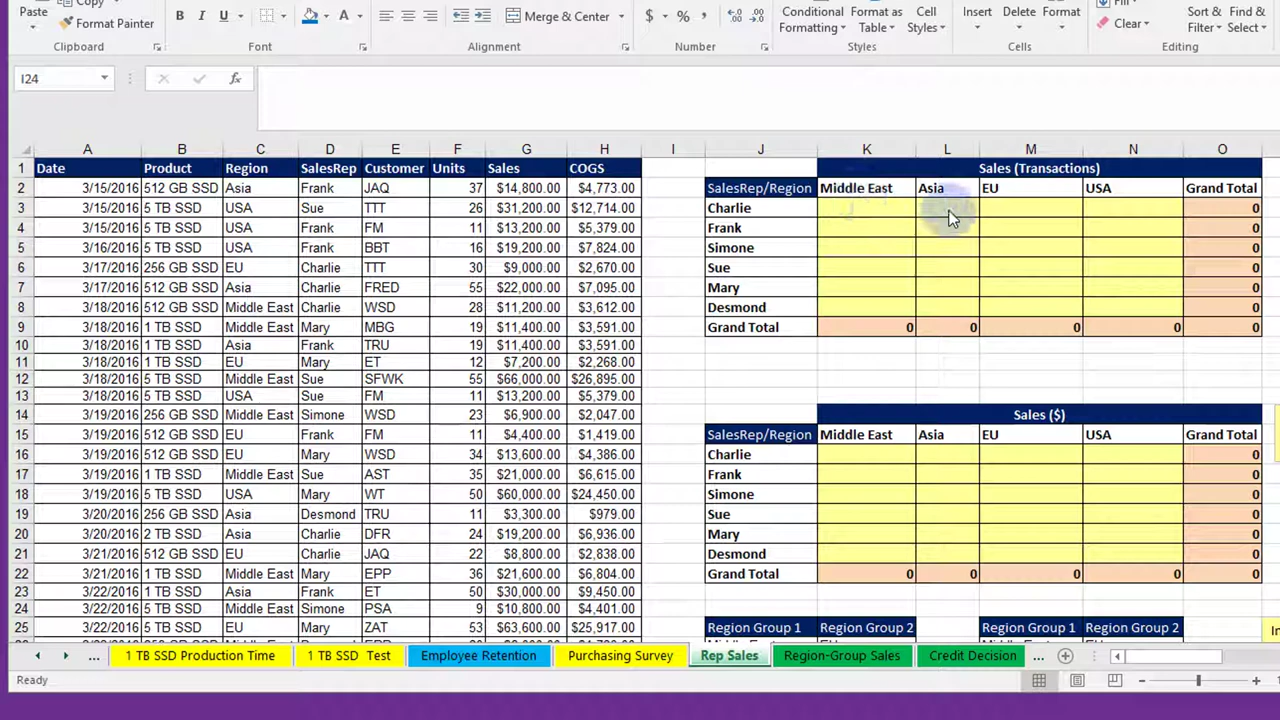 Paste Copy Format Painter B I U A Merge & Center $ % , Conditional Formatting Format as Table Cell Styles Insert Delete Format Fill Clear Sort & Filter Find & Select
Clipboard Font Alignment Number Styles Cells Editing
I24 fx
A B C D E F G H I J K L M N O
1 Date Product Region SalesRep Customer Units Sales COGS Sales (Transactions)
2 3/15/2016 512 GB SSD Asia Frank JAQ 37 $14,800.00 $4,773.00 SalesRep/Region Middle East Asia EU USA Grand Total
3 3/15/2016 5 TB SSD USA Sue TTT 26 $31,200.00 $12,714.00 Charlie 0
4 3/15/2016 5 TB SSD USA Frank FM 11 $13,200.00 $5,379.00 Frank 0
5 3/16/2016 5 TB SSD USA Frank BBT 16 $19,200.00 $7,824.00 Simone 0
6 3/17/2016 256 GB SSD EU Charlie TTT 30 $9,000.00 $2,670.00 Sue 0
7 3/17/2016 512 GB SSD Asia Charlie FRED 55 $22,000.00 $7,095.00 Mary 0
8 3/18/2016 512 GB SSD Middle East Charlie WSD 28 $11,200.00 $3,612.00 Desmond 0
9 3/18/2016 1 TB SSD Middle East Mary MBG 19 $11,400.00 $3,591.00 Grand Total 0 0 0 0 0
10 3/18/2016 1 TB SSD Asia Frank TRU 19 $11,400.00 $3,591.00
11 3/18/2016 1 TB SSD EU Mary ET 12 $7,200.00 $2,268.00
12 3/18/2016 5 TB SSD Middle East Sue SFWK 55 $66,000.00 $26,895.00
13 3/18/2016 5 TB SSD USA Sue FM 11 $13,200.00 $5,379.00
14 3/19/2016 256 GB SSD Middle East Simone WSD 23 $6,900.00 $2,047.00 Sales ($)
15 3/19/2016 512 GB SSD EU Frank FM 11 $4,400.00 $1,419.00 SalesRep/Region Middle East Asia EU USA Grand Total
16 3/19/2016 512 GB SSD EU Frank WSD 34 $13,600.00 $4,386.00 Charlie 0
17 3/19/2016 1 TB SSD Middle East Sue AST 35 $21,000.00 $6,615.00 Frank 0
18 3/19/2016 5 TB SSD USA Mary WT 50 $60,000.00 $24,450.00 Simone 0
19 3/20/2016 256 GB SSD Asia Desmond TRU 11 $3,300.00 $979.00 Sue 0
20 3/20/2016 2 TB SSD Asia Charlie DFR 24 $19,200.00 $6,936.00 Mary 0
21 3/21/2016 512 GB SSD EU Charlie JAQ 22 $8,800.00 $2,838.00 Desmond 0
22 3/21/2016 1 TB SSD Middle East Mary EPP 36 $21,600.00 $6,804.00 Grand Total 0 0 0 0 0
23 3/22/2016 1 TB SSD Asia Frank ET 50 $30,000.00 $9,450.00
24 3/22/2016 5 TB SSD Middle East Simone PSA 9 $10,800.00 $4,401.00
25 3/22/2016 5 TB SSD EU Mary ZAT 53 $63,600.00 $25,917.00 Region Group 1 Region Group 2 Region Group 1 Region Group 2
... 1 TB SSD Production Time 1 TB SSD Test Employee Retention Purchasing Survey Rep Sales Region-Group Sales Credit Decision ...
Ready